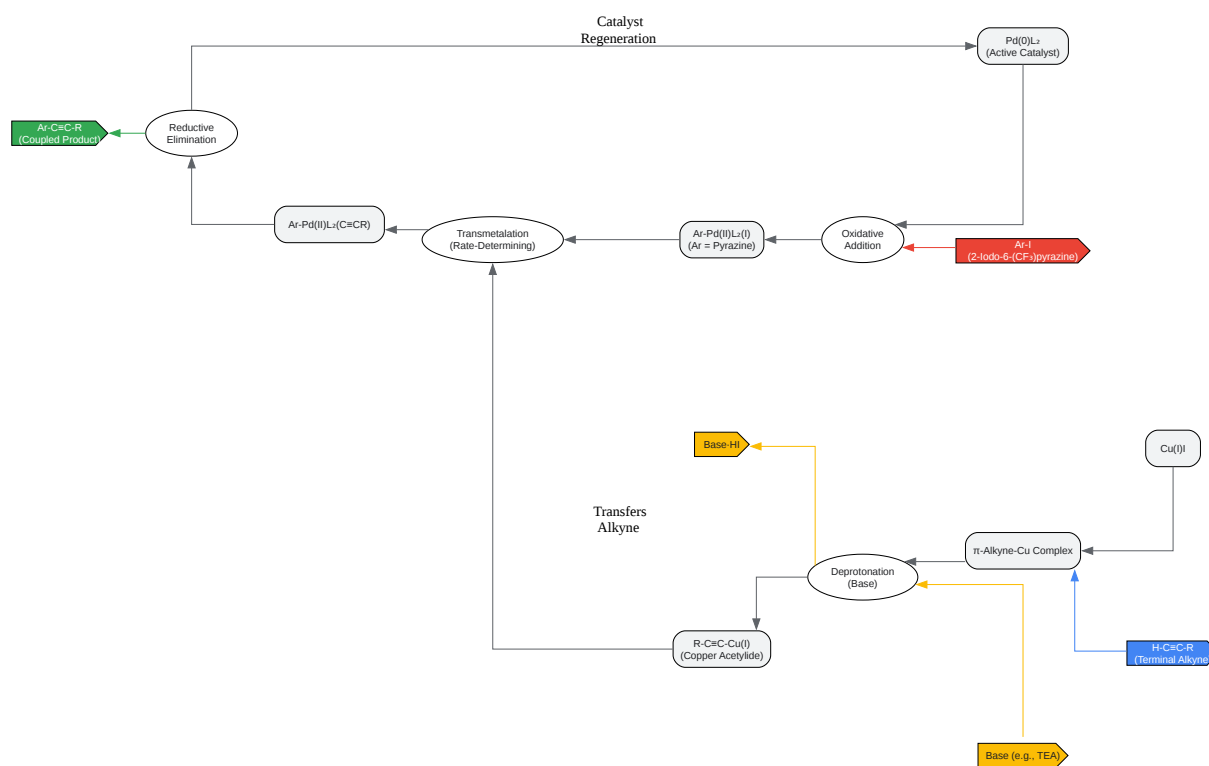 Catalyst
Regeneration
Pd(0)L₂
(Active Catalyst)
Ar-C≡C-R
(Coupled Product)
Reductive
Elimination
Ar-Pd(II)L₂(C≡CR)
Transmetalation
(Rate-Determining)
Ar-Pd(II)L₂(I)
(Ar = Pyrazine)
Oxidative
Addition
Ar-I
(2-Iodo-6-(CF₃)pyrazine)
Base·HI
Cu(I)I
Transfers
Alkyne
π-Alkyne-Cu Complex
Deprotonation
(Base)
R-C≡C-Cu(I)
(Copper Acetylide)
H-C≡C-R
(Terminal Alkyne
Base (e.g., TEA)